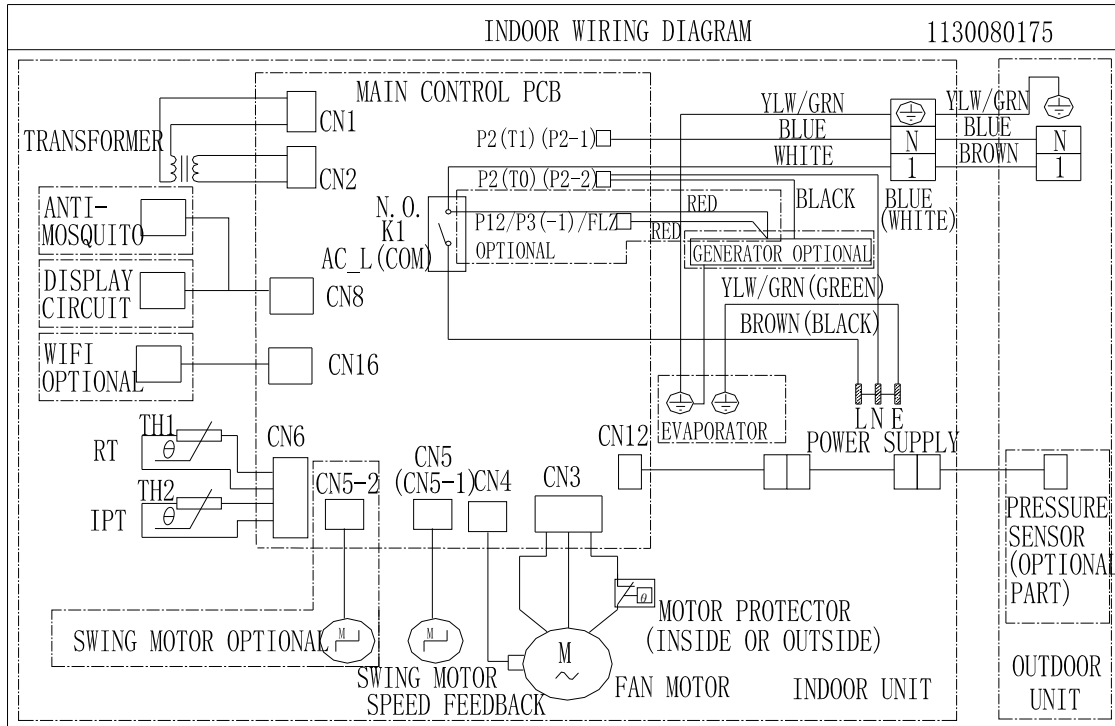 INDOOR WIRING DIAGRAM
1130080175
MAIN CONTROL PCB
CN1
TRANSFORMER
CN2
YLW/GRN
YLW/GRN
P2(T1)(P2-1)
BLUE
N
BLUE
N
WHITE
1
BROWN
1
P2(T0)(P2-2)
BLACK
BLUE
(WHITE)
ANTI-
MOSQUITO
N.O.
K1
AC_L(COM)
RED
P12/P3(-1)/FLZ
RED
OPTIONAL
GENERATOR OPTIONAL
DISPLAY
CIRCUIT
CN8
YLW/GRN(GREEN)
BROWN(BLACK)
WIFI
OPTIONAL
CN16
L N E
POWER SUPPLY
EVAPORATOR
TH1
θ
RT
CN6
TH2
θ
IPT
CN5-2
CN5
(CN5-1)
CN4
CN3
CN12
PRESSURE
SENSOR
(OPTIONAL
PART)
θ
MOTOR PROTECTOR
(INSIDE OR OUTSIDE)
SWING MOTOR OPTIONAL
M
M
SWING MOTOR
SPEED FEEDBACK
M
~
FAN MOTOR
INDOOR UNIT
OUTDOOR
UNIT